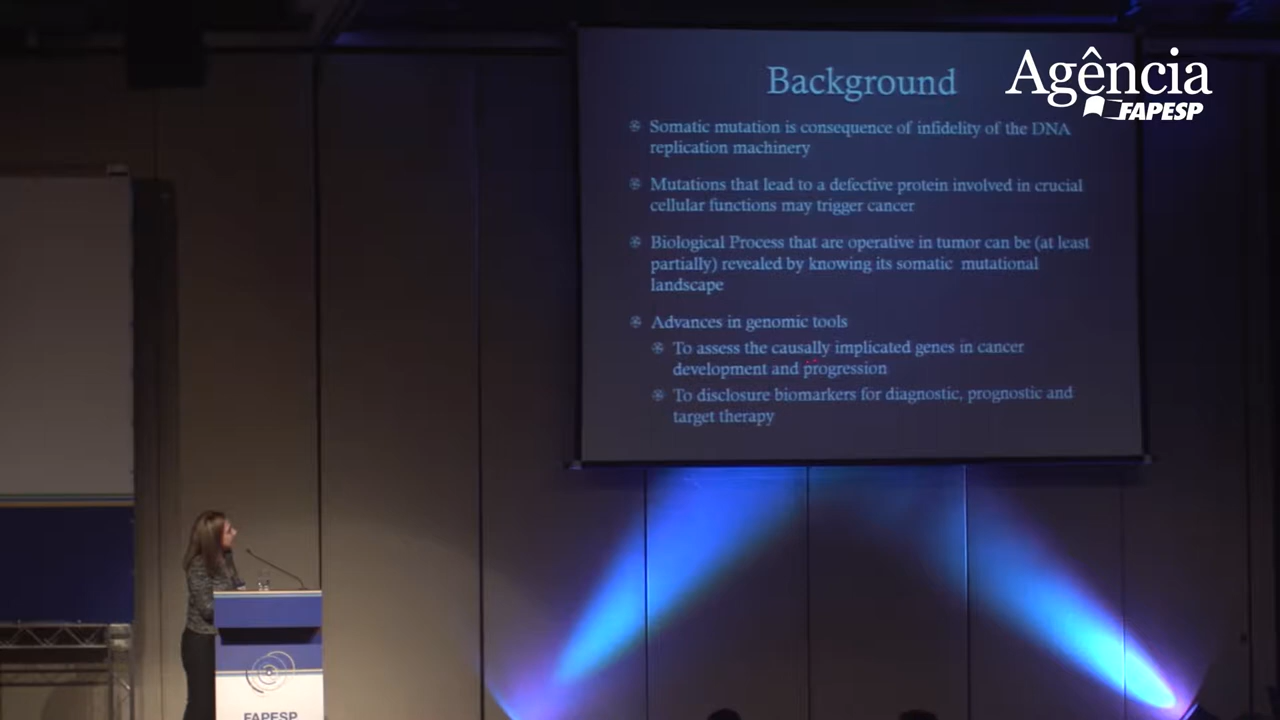 Background
Somatic mutation is consequence of infidelity of the DNA
replication machinery
Mutations that lead to a defective protein involved in crucial
cellular functions may trigger cancer
Biological Process that are operative in tumor can be (at least
partially) revealed by knowing its somatic mutational
landscape
Advances in genomic tools
To assess the causally implicated genes in cancer
development and progression
To disclosure biomarkers for diagnostic, prognostic and
target therapy
Agência
FAPESP
FAPESP